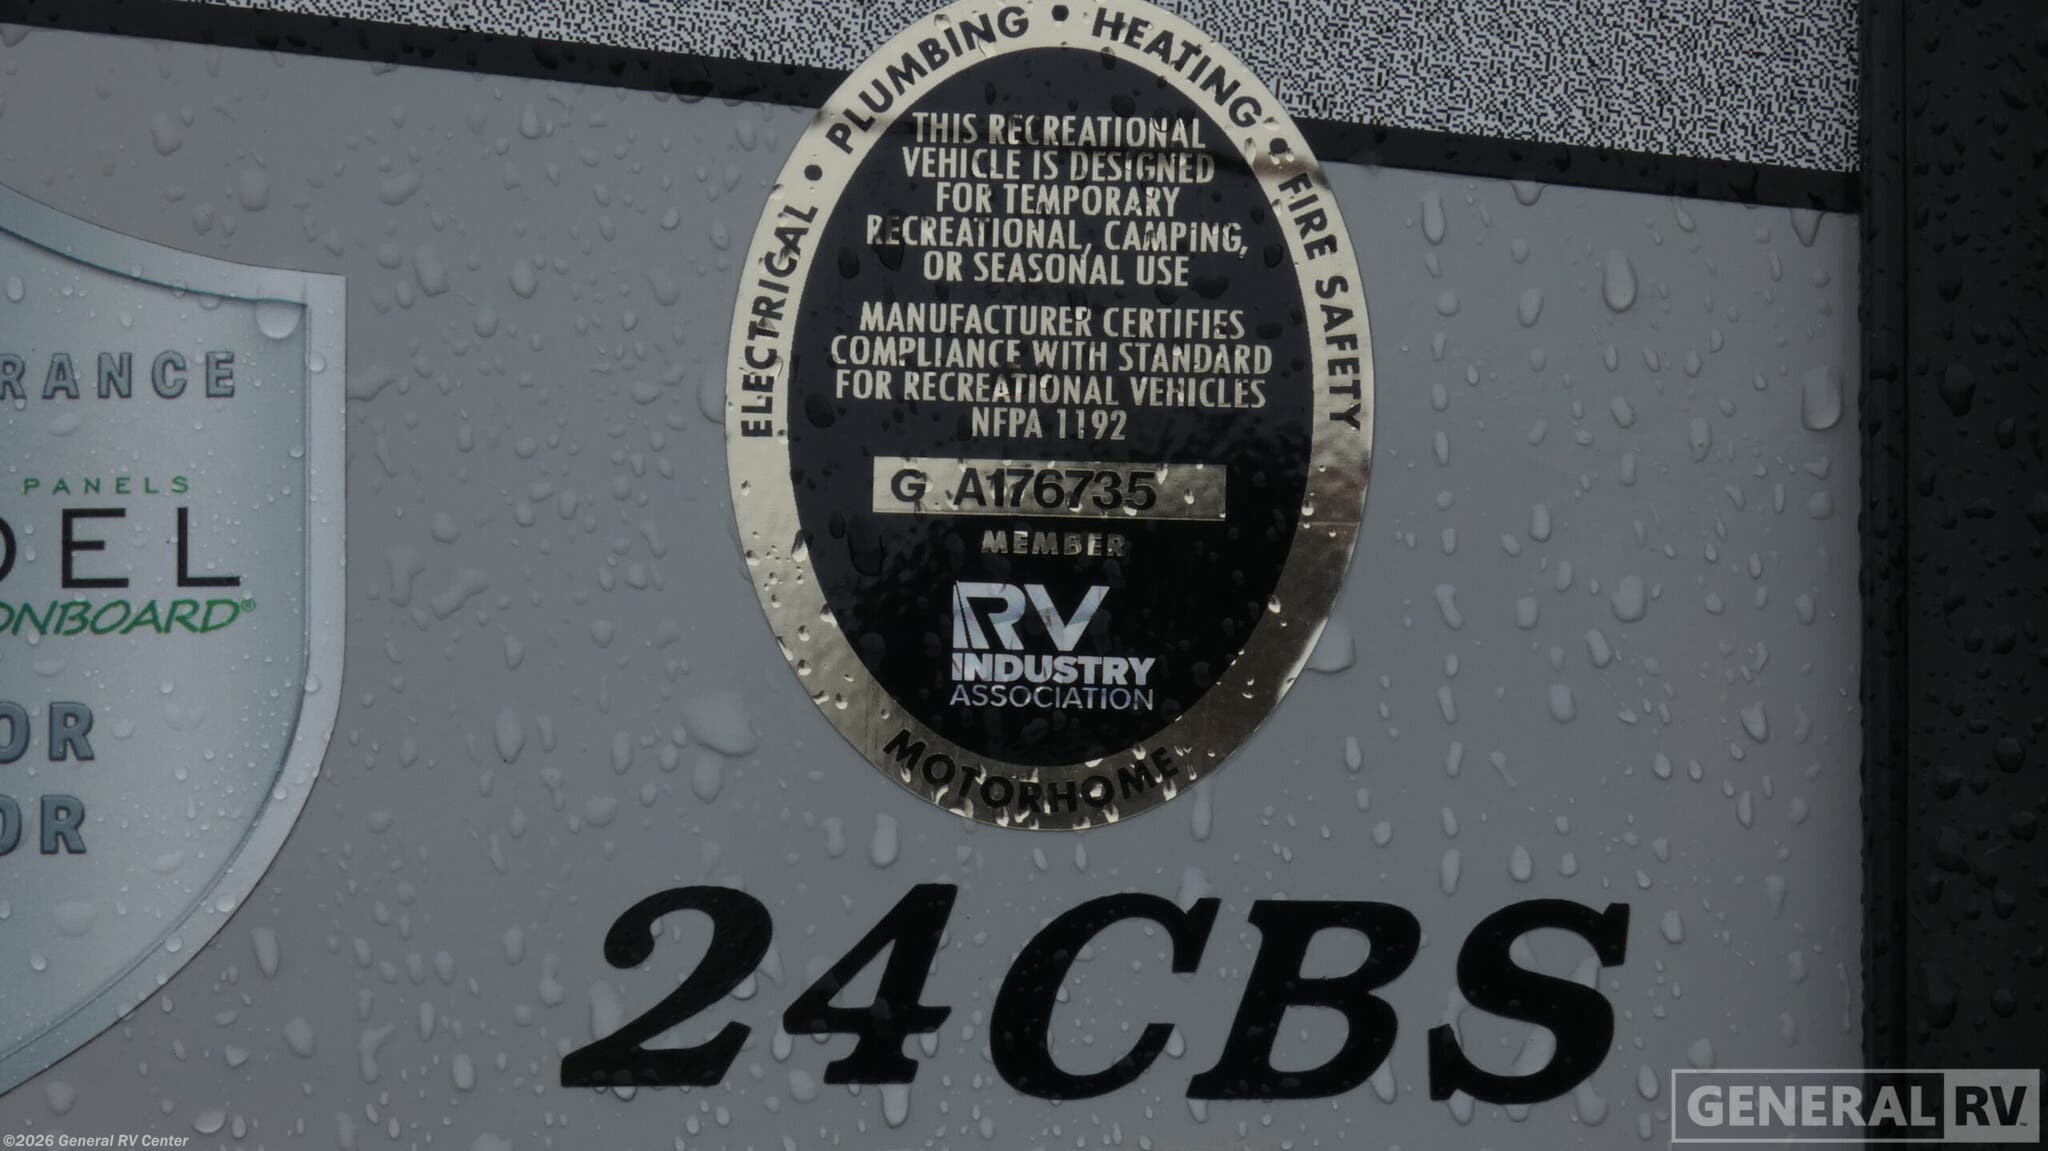 ELECTRICAL • PLUMBING • HEATING • FIRE SAFETY
THIS RECREATIONAL
VEHICLE IS DESIGNED
FOR TEMPORARY
RECREATIONAL, CAMPING,
OR SEASONAL USE
MANUFACTURER CERTIFIES
COMPLIANCE WITH STANDARD
FOR RECREATIONAL VEHICLES
NFPA 1192
G A176735
MEMBER
RV
INDUSTRY
ASSOCIATION
MOTORHOME
RANCE
PANELS
DEL
ONBOARD®
OR
OR
24CBS
GENERAL RV
©2026 General RV Center